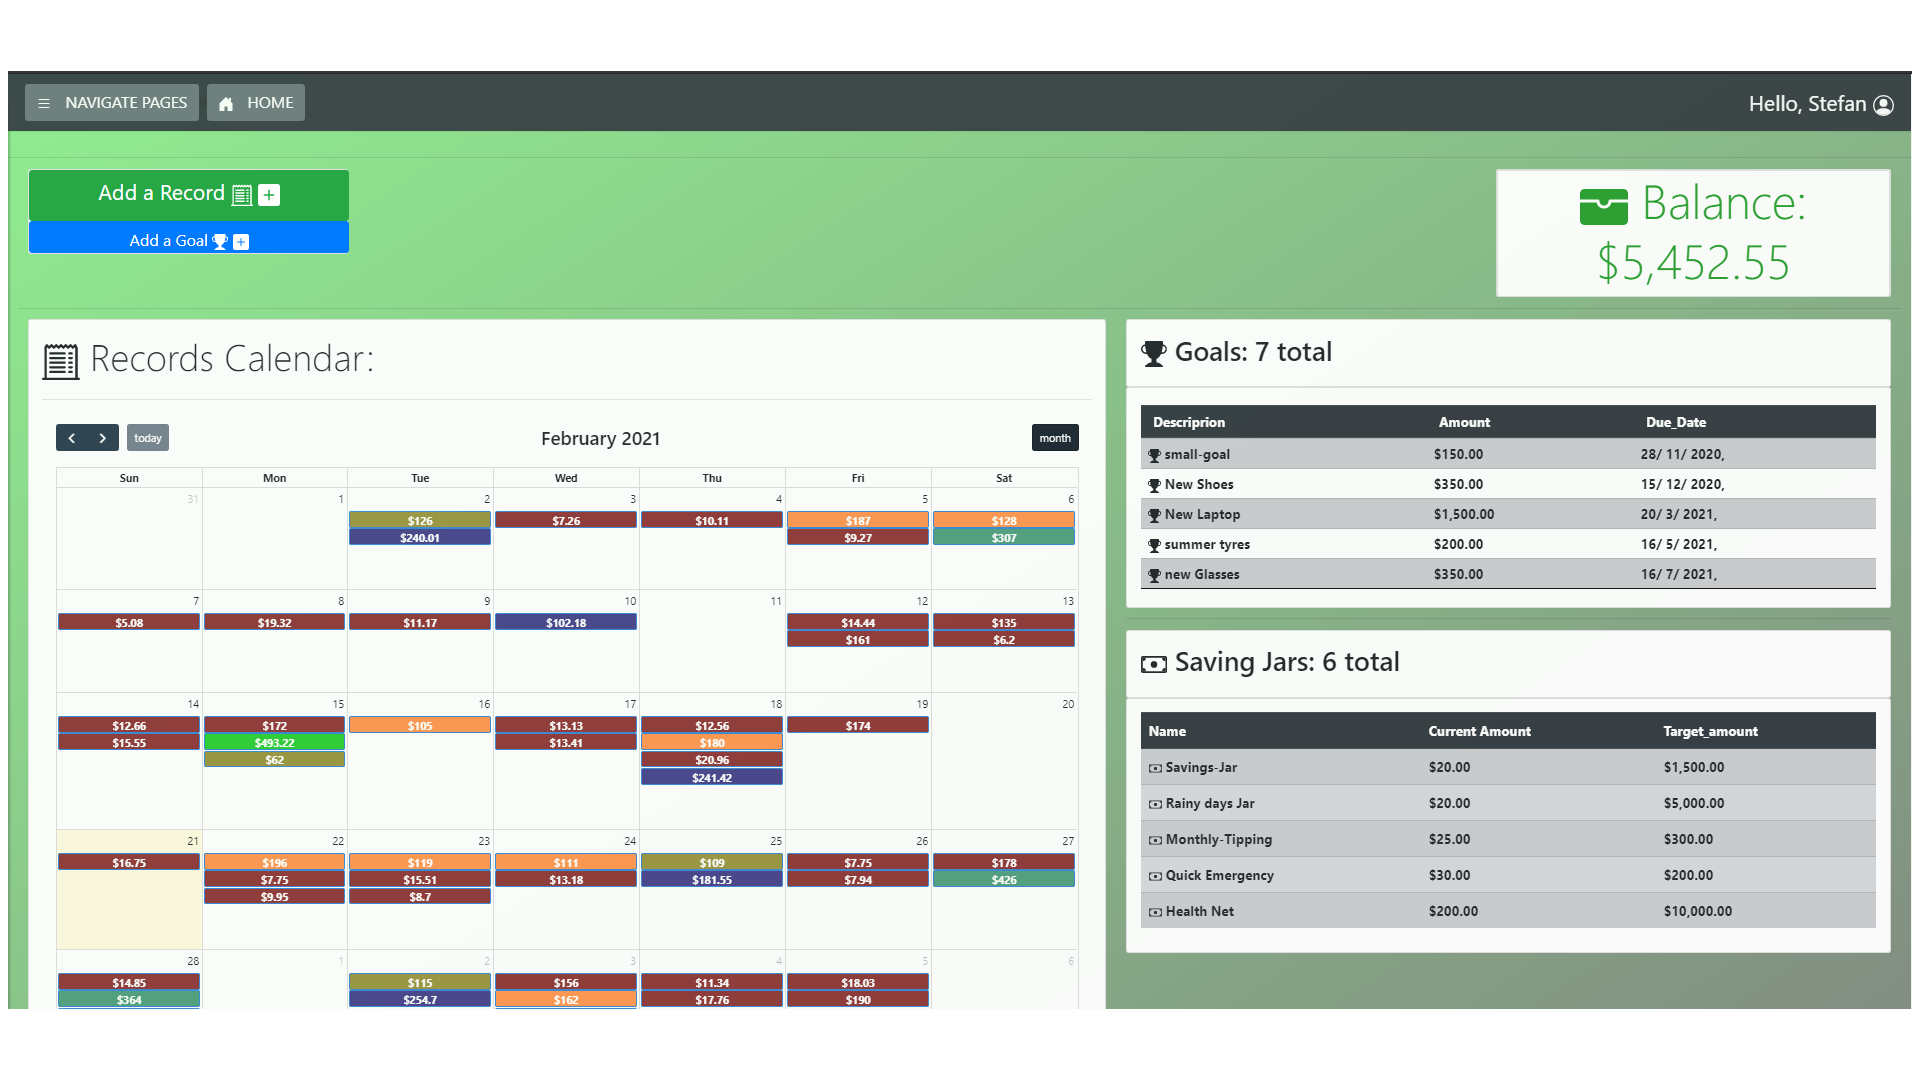 NAVIGATE PAGES HOME Hello, Stefan
Add a Record
Add a Goal
Balance:
$5,452.55
Records Calendar:
today February 2021 month
Sun Mon Tue Wed Thu Fri Sat
31 1 2 3 4 5 6
$126 $7.26 $10.11 $187 $128
$240.01 $9.27 $307
7 8 9 10 11 12 13
$5.08 $19.32 $11.17 $102.18 $14.44 $135
$161 $6.2
14 15 16 17 18 19 20
$12.66 $172 $105 $13.13 $12.56 $174
$15.55 $493.22 $13.41 $180
$62 $20.96
$241.42
21 22 23 24 25 26 27
$16.75 $196 $119 $111 $109 $7.75 $178
$7.75 $15.51 $13.18 $181.55 $7.94 $426
$9.95 $8.7
28 1 2 3 4 5 6
$14.85 $115 $156 $11.34 $18.03
$364 $254.7 $162 $17.76 $190
Goals: 7 total
Descriprion Amount Due_Date
small-goal $150.00 28/ 11/ 2020,
New Shoes $350.00 15/ 12/ 2020,
New Laptop $1,500.00 20/ 3/ 2021,
summer tyres $200.00 16/ 5/ 2021,
new Glasses $350.00 16/ 7/ 2021,
Saving Jars: 6 total
Name Current Amount Target_amount
Savings-Jar $20.00 $1,500.00
Rainy days Jar $20.00 $5,000.00
Monthly-Tipping $25.00 $300.00
Quick Emergency $30.00 $200.00
Health Net $200.00 $10,000.00